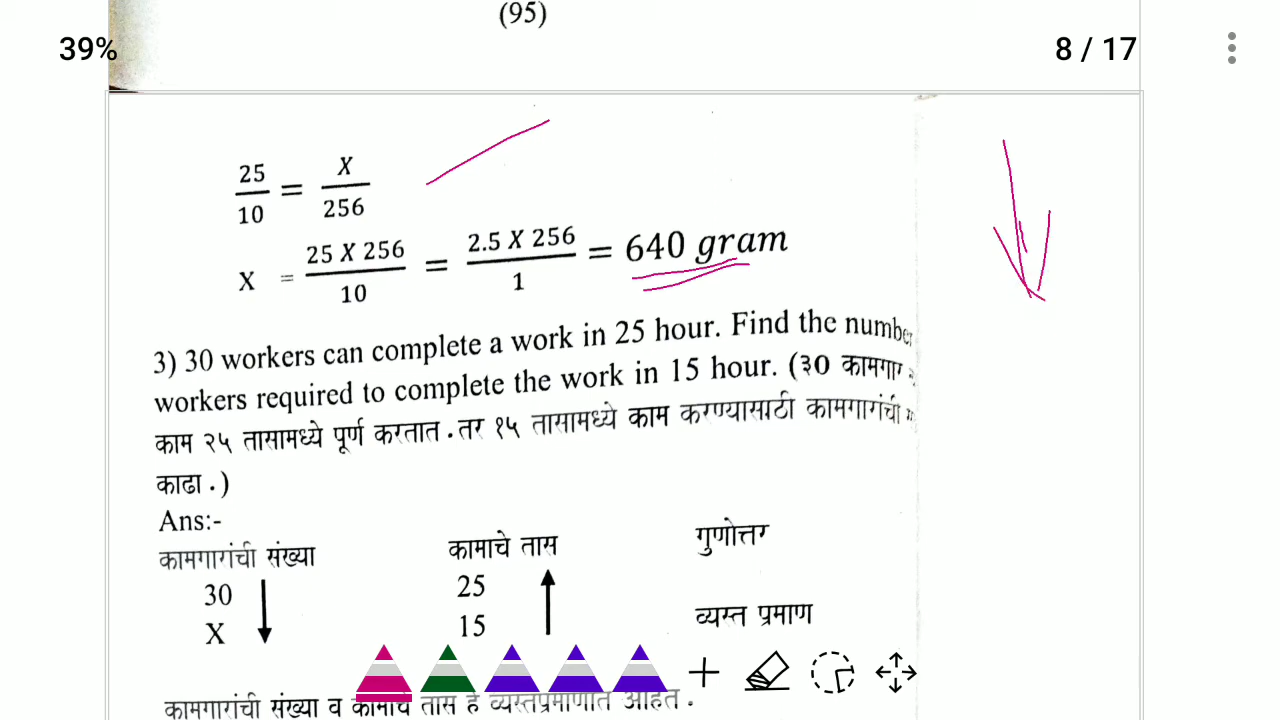 (95)
39%
8 / 17
25/10 = X/256
X = 25 X 256/10 = 2.5 X 256/1 = 640 gram
3) 30 workers can complete a work in 25 hour. Find the number
workers required to complete the work in 15 hour. (३० कामगार
काम २५ तासामध्ये पूर्ण करतात . तर १५ तासामध्ये काम करण्यासाठी कामगारांची
काढा .)
Ans:-
कामगारांची संख्या कामाचे तास गुणोत्तर
30 25
X 15 व्यस्त प्रमाण
कामगारांची संख्या व कामाचे तास हे व्यस्तप्रमाणात आहेत .